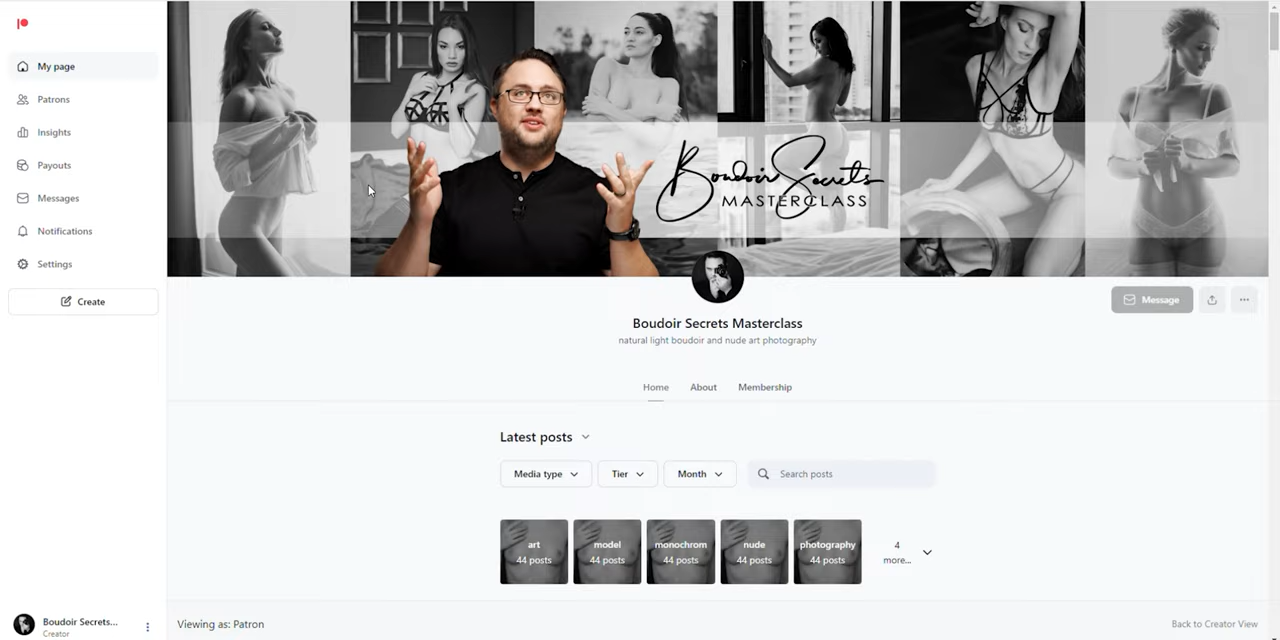 My page
Patrons
Insights
Payouts
Messages
Notifications
Settings
Create
Boudoir Secrets
MASTERCLASS
Message
Boudoir Secrets Masterclass
natural light boudoir and nude art photography
Home About Membership
Latest posts
Media type Tier Month Search posts
art model monochrom nude photography 4
44 posts 44 posts 44 posts 44 posts 44 posts more...
Boudoir Secrets...
Creator
Viewing as: Patron Back to Creator View